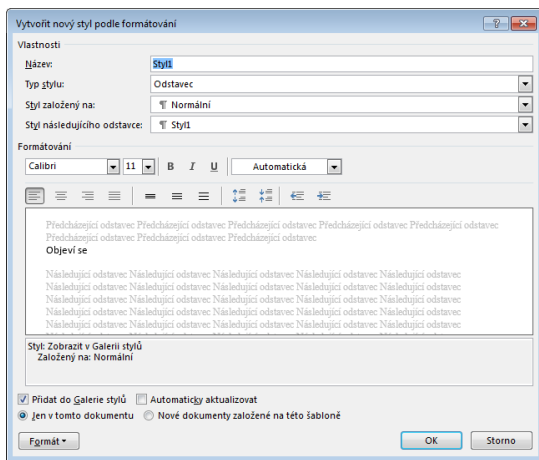 Vytvořit nový styl podle formátování
Vlastnosti
Název: Styl1
Typ stylu: Odstavec
Styl založený na: ¶ Normální
Styl následujícího odstavce: ¶ Styl1
Formátování
Calibri 11 B I U Automatická
Předcházející odstavec Předcházející odstavec Předcházející odstavec Předcházející odstavec Předcházející odstavec
Předcházející odstavec Předcházející odstavec
Objeví se
Následující odstavec Následující odstavec Následující odstavec Následující odstavec Následující odstavec
Následující odstavec Následující odstavec Následující odstavec Následující odstavec Následující odstavec
Následující odstavec Následující odstavec Následující odstavec Následující odstavec Následující odstavec
Následující odstavec Následující odstavec Následující odstavec Následující odstavec Následující odstavec
Následující odstavec Následující odstavec Následující odstavec Následující odstavec Následující odstavec
Styl: Zobrazit v Galerii stylů
Založený na: Normální
Přidat do Galerie stylů Automaticky aktualizovat
Jen v tomto dokumentu Nové dokumenty založené na této šabloně
Formát OK Storno